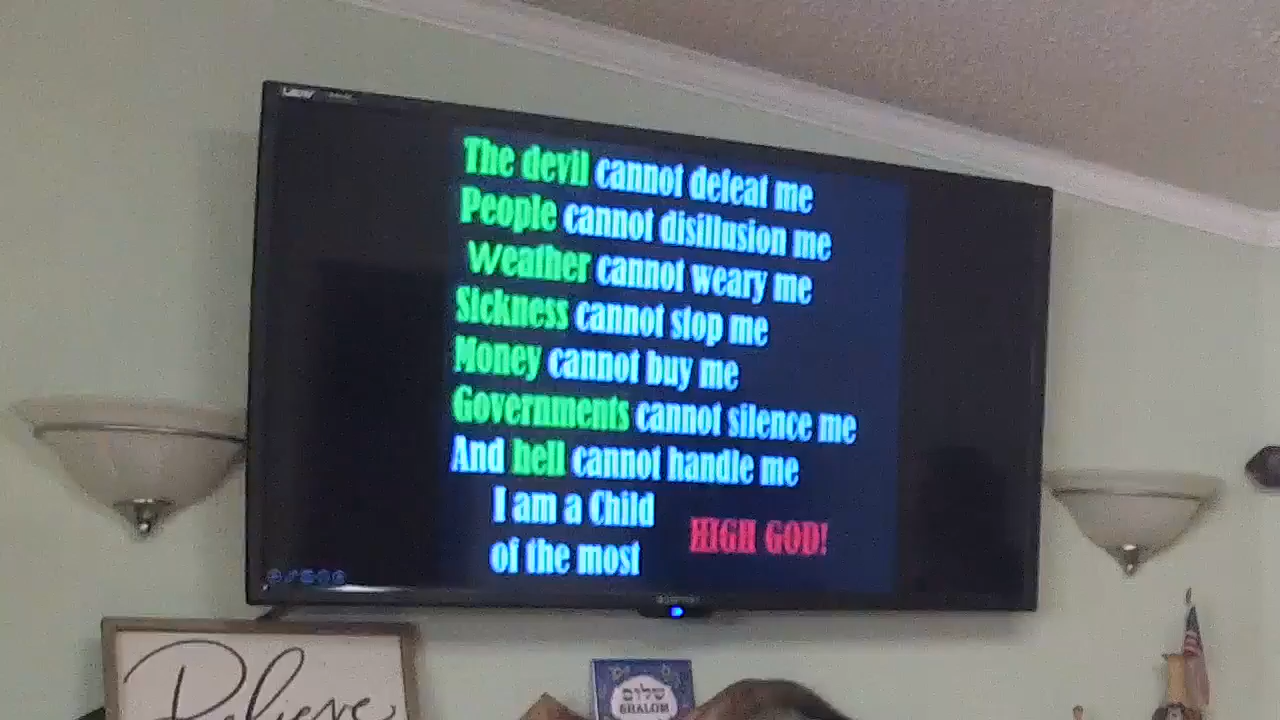 The devil cannot defeat me
People cannot disillusion me
Weather cannot weary me
Sickness cannot stop me
Money cannot buy me
Governments cannot silence me
And hell cannot handle me
I am a Child
of the most
HIGH GOD!
Believe
שלום
SHALOM